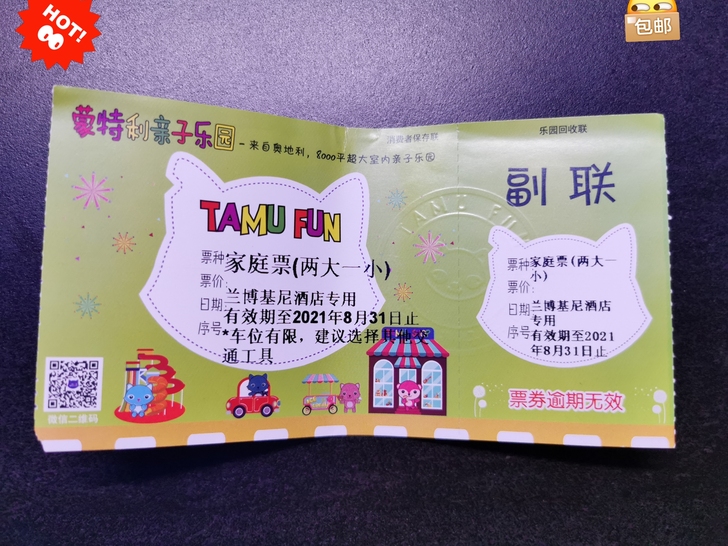 HOT!
包邮
蒙特利亲子乐园
-来自奥地利，8000平超大室内亲子乐园
消费者保存联
TAMU FUN
票种 家庭票(两大一小)
票价:
日期 兰博基尼酒店专用
序号: 有效期至2021年8月31日止
*车位有限，建议选择其他交
通工具
微信二维码
TAMU FUN
乐园回收联
副 联
票种 家庭票(两大一
小)
票价:
日期 兰博基尼酒店
专用
序号 有效期至2021
年8月31日止
票券逾期无效